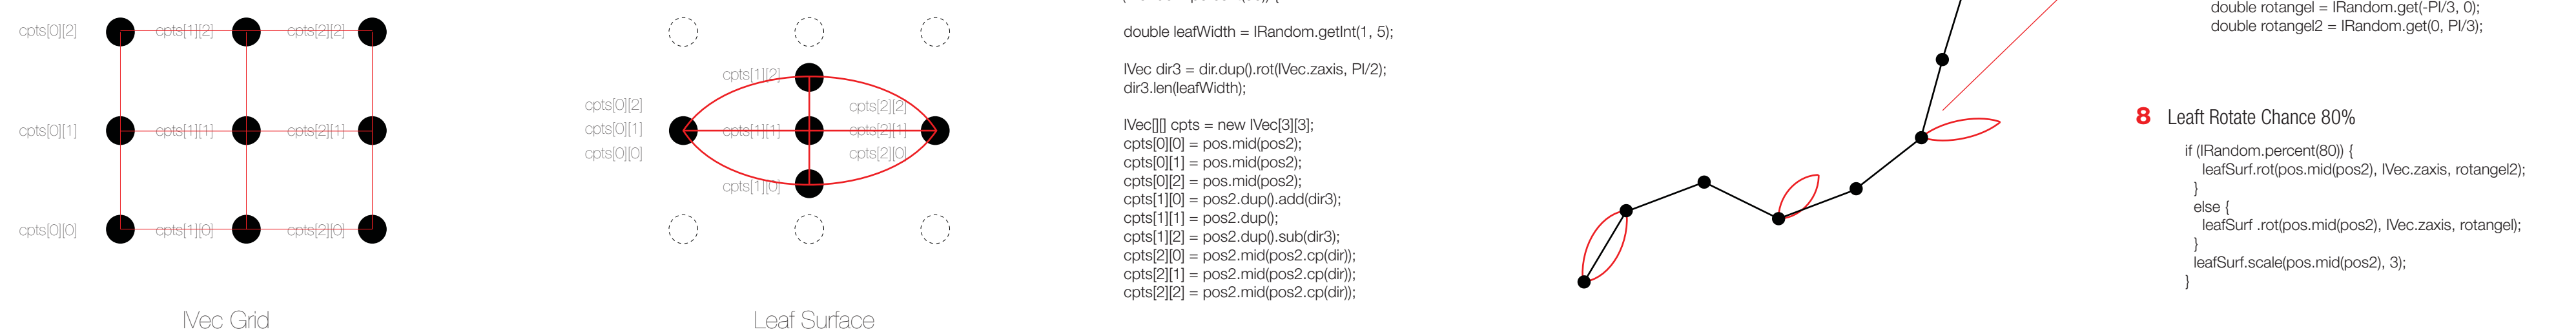 cpts[0][2]
cpts[1][2]
cpts[2][2]
cpts[0][1]
cpts[1][1]
cpts[2][1]
cpts[0][0]
cpts[1][0]
cpts[2][0]
IVec Grid
cpts[1][2]
cpts[0][2]
cpts[2][2]
cpts[0][1]
cpts[1][1]
cpts[2][1]
cpts[0][0]
cpts[2][0]
cpts[1][0]
Leaf Surface
double leafWidth = IRandom.getInt(1, 5);
IVec dir3 = dir.dup().rot(IVec.zaxis, PI/2);
dir3.len(leafWidth);
IVec[][] cpts = new IVec[3][3];
cpts[0][0] = pos.mid(pos2);
cpts[0][1] = pos.mid(pos2);
cpts[0][2] = pos.mid(pos2);
cpts[1][0] = pos2.dup().add(dir3);
cpts[1][1] = pos2.dup();
cpts[1][2] = pos2.dup().sub(dir3);
cpts[2][0] = pos2.mid(pos2.cp(dir));
cpts[2][1] = pos2.mid(pos2.cp(dir));
cpts[2][2] = pos2.mid(pos2.cp(dir));
double rotangel = IRandom.get(-PI/3, 0);
double rotangel2 = IRandom.get(0, PI/3);
8 Leaft Rotate Chance 80%
if (IRandom.percent(80)) {
leafSurf.rot(pos.mid(pos2), IVec.zaxis, rotangel2);
}
else {
leafSurf .rot(pos.mid(pos2), IVec.zaxis, rotangel);
}
leafSurf.scale(pos.mid(pos2), 3);
}